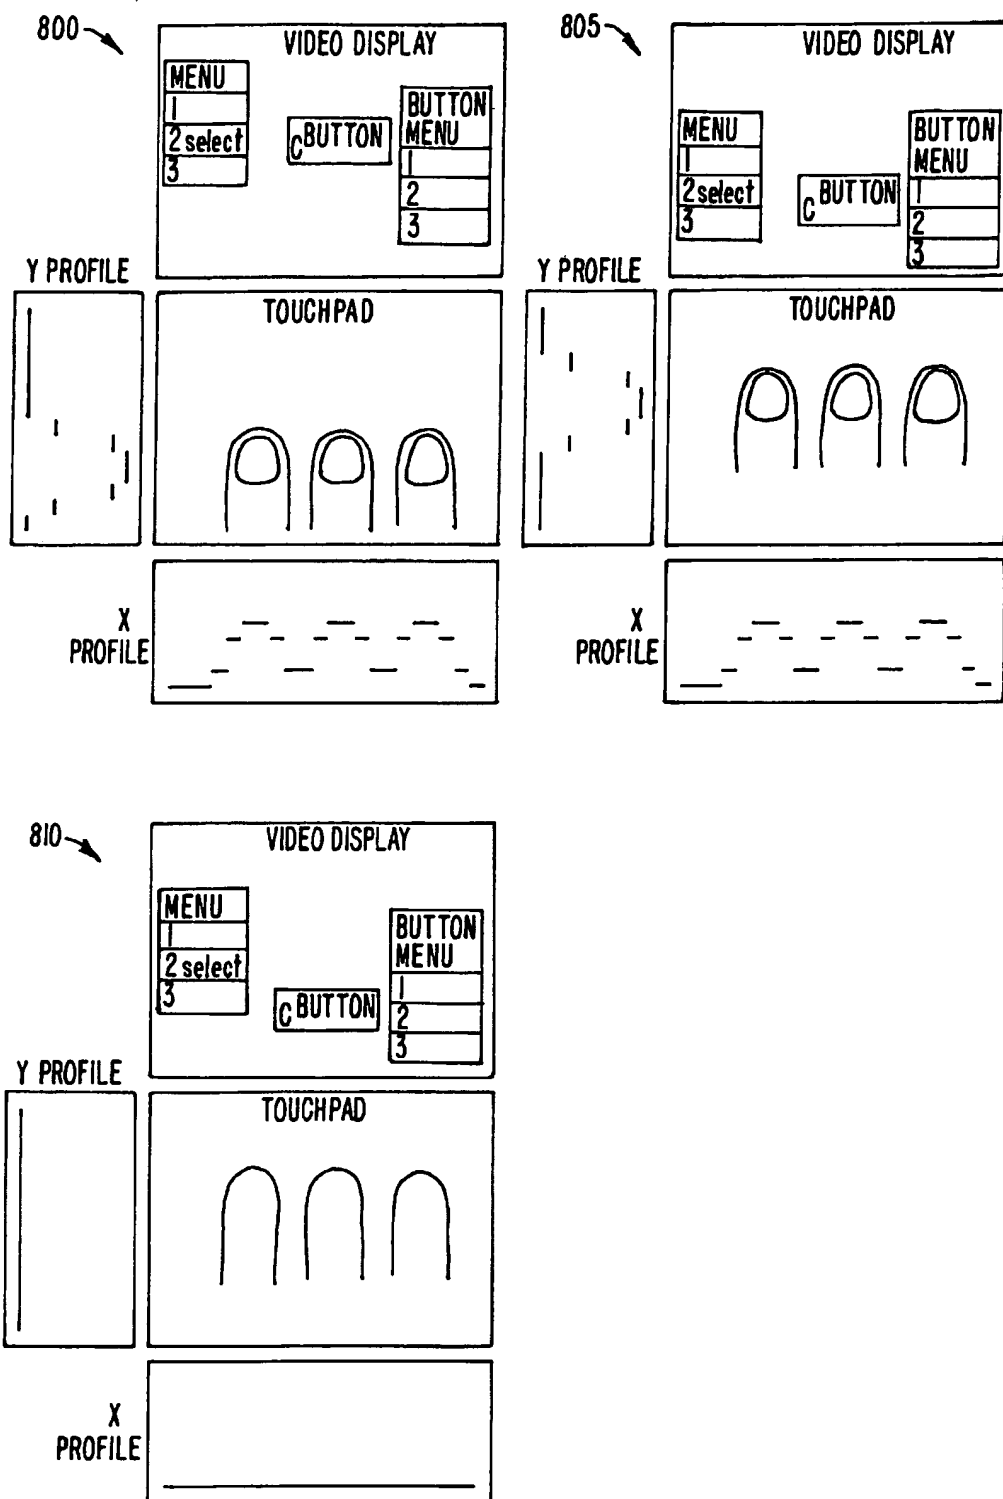 800
VIDEO DISPLAY
MENU
1
2 select
3
C BUTTON
BUTTON
MENU
1
2
3
Y PROFILE
TOUCHPAD
X
PROFILE
805
VIDEO DISPLAY
MENU
1
2 select
3
C BUTTON
BUTTON
MENU
1
2
3
Y PROFILE
TOUCHPAD
X
PROFILE
810
VIDEO DISPLAY
MENU
1
2 select
3
C BUTTON
BUTTON
MENU
1
2
3
Y PROFILE
TOUCHPAD
X
PROFILE